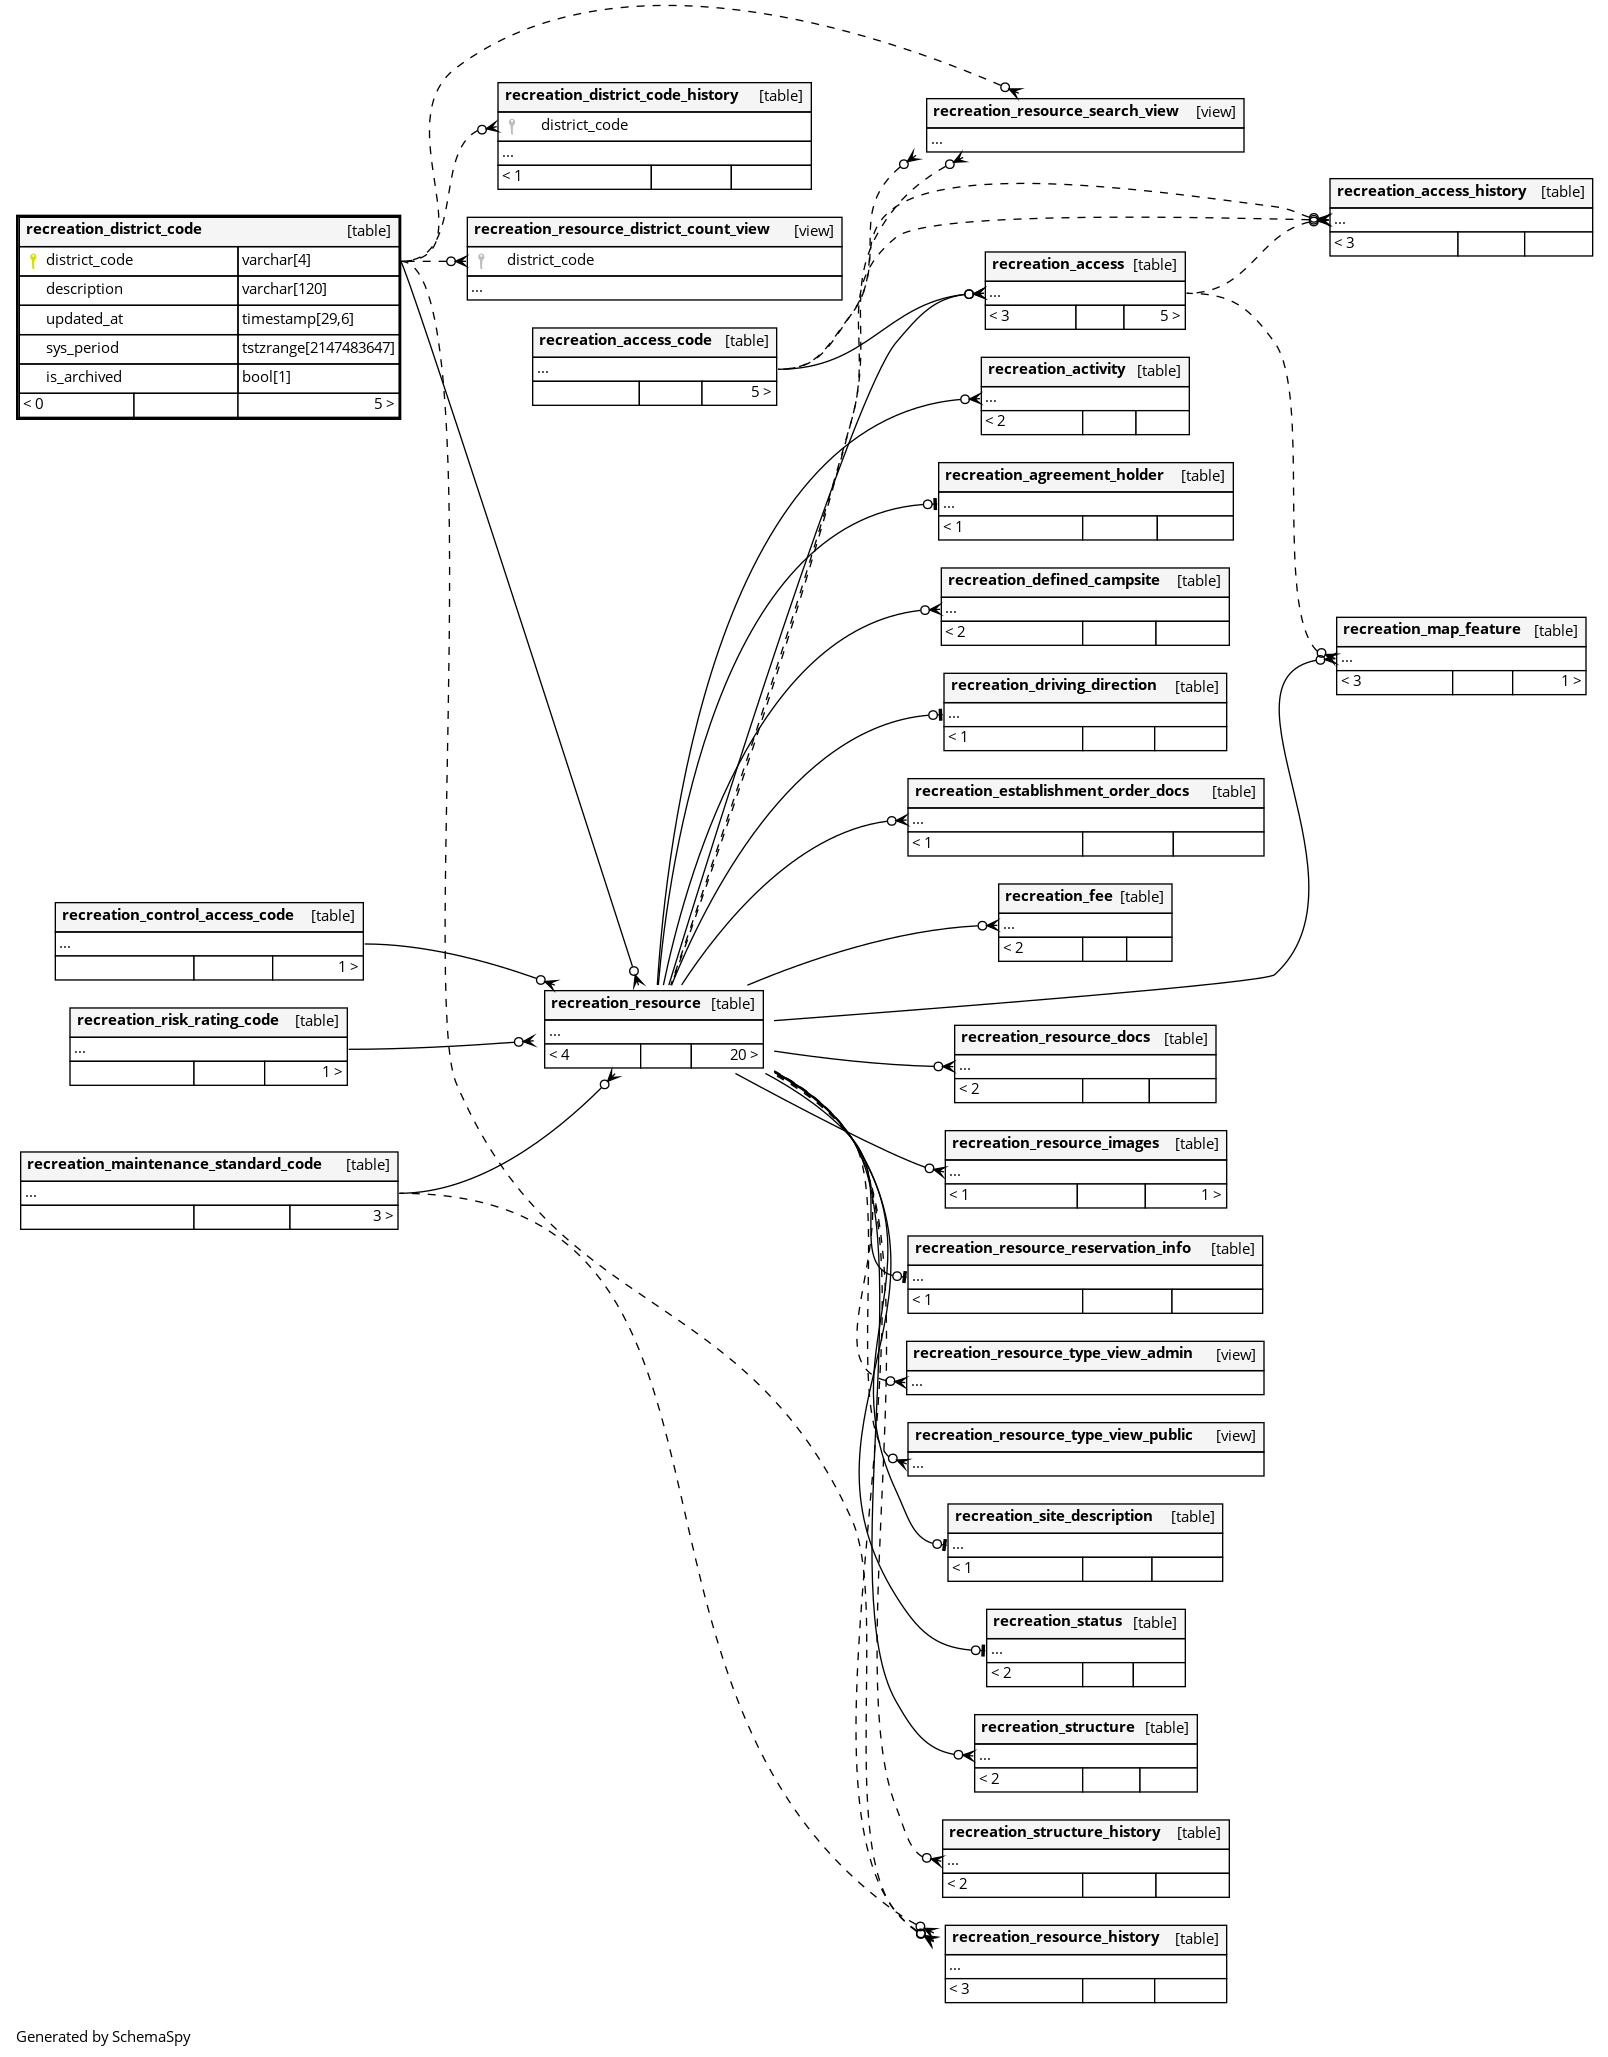 recreation_district_code_history [table]
district_code
...
< 1
recreation_resource_search_view [view]
...
recreation_access_history [table]
...
< 3
recreation_district_code [table]
district_code varchar[4]
description varchar[120]
updated_at timestamp[29,6]
sys_period tstzrange[2147483647]
is_archived bool[1]
< 0 5 >
recreation_resource_district_count_view [view]
district_code
...
recreation_access [table]
...
< 3 5 >
recreation_access_code [table]
...
5 >
recreation_activity [table]
...
< 2
recreation_agreement_holder [table]
...
< 1
recreation_defined_campsite [table]
...
< 2
recreation_map_feature [table]
...
< 3 1 >
recreation_driving_direction [table]
...
< 1
recreation_establishment_order_docs [table]
...
< 1
recreation_fee [table]
...
< 2
recreation_control_access_code [table]
...
1 >
recreation_resource [table]
...
< 4 20 >
recreation_risk_rating_code [table]
...
1 >
recreation_resource_docs [table]
...
< 2
recreation_resource_images [table]
...
< 1 1 >
recreation_maintenance_standard_code [table]
...
3 >
recreation_resource_reservation_info [table]
...
< 1
recreation_resource_type_view_admin [view]
...
recreation_resource_type_view_public [view]
...
recreation_site_description [table]
...
< 1
recreation_status [table]
...
< 2
recreation_structure [table]
...
< 2
recreation_structure_history [table]
...
< 2
recreation_resource_history [table]
...
< 3
Generated by SchemaSpy